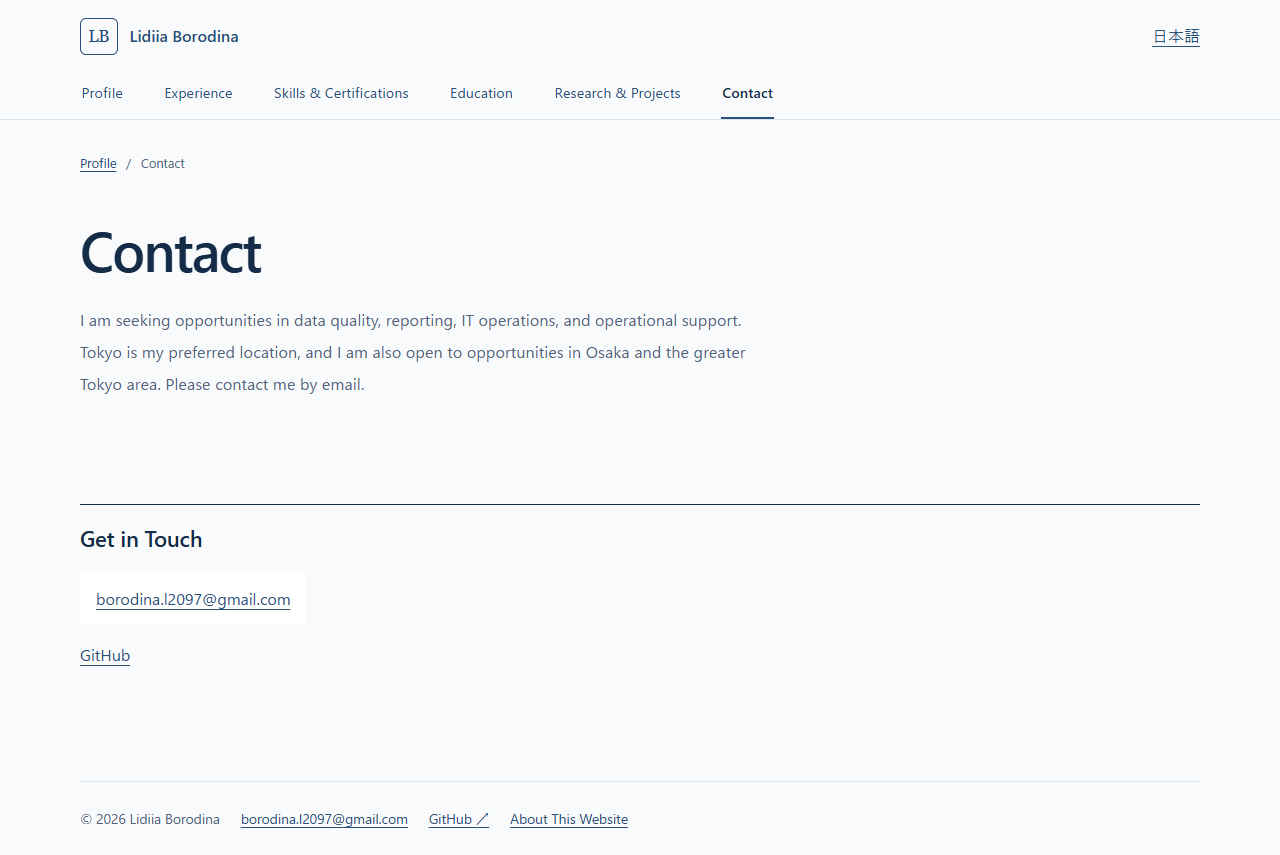 LB Lidiia Borodina 日本語
Profile Experience Skills & Certifications Education Research & Projects Contact
Profile / Contact
Contact
I am seeking opportunities in data quality, reporting, IT operations, and operational support.
Tokyo is my preferred location, and I am also open to opportunities in Osaka and the greater
Tokyo area. Please contact me by email.
Get in Touch
borodina.l2097@gmail.com
GitHub
© 2026 Lidiia Borodina borodina.l2097@gmail.com GitHub ↗ About This Website